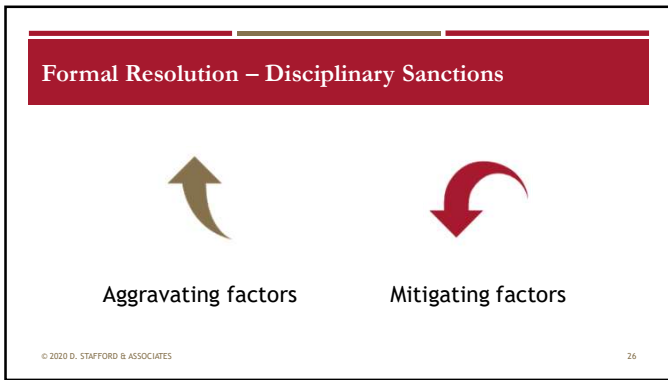 Formal Resolution – Disciplinary Sanctions
Aggravating factors
Mitigating factors
© 2020 D. STAFFORD & ASSOCIATES
26